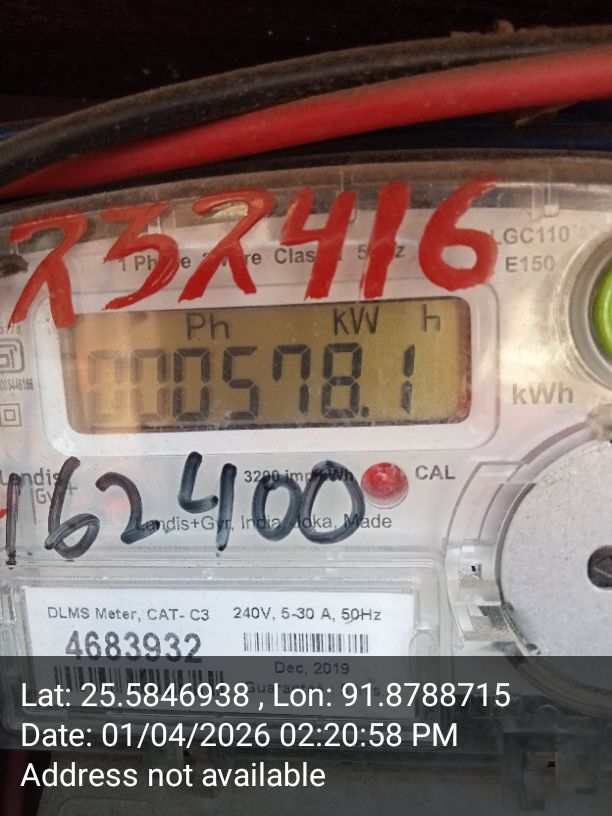 232416
1 Phase 2 Wire Class 1 50Hz
LGC110
E150
Ph kW h
000578.1
kWh
Landis
Gyr+
3200 imp/kWh
CAL
162400
Landis+Gyr, India, Joka, Made
DLMS Meter, CAT- C3 240V, 5-30 A, 50Hz
4683932
Dec, 2019
Lat: 25.5846938 , Lon: 91.8788715
Date: 01/04/2026 02:20:58 PM
Address not available